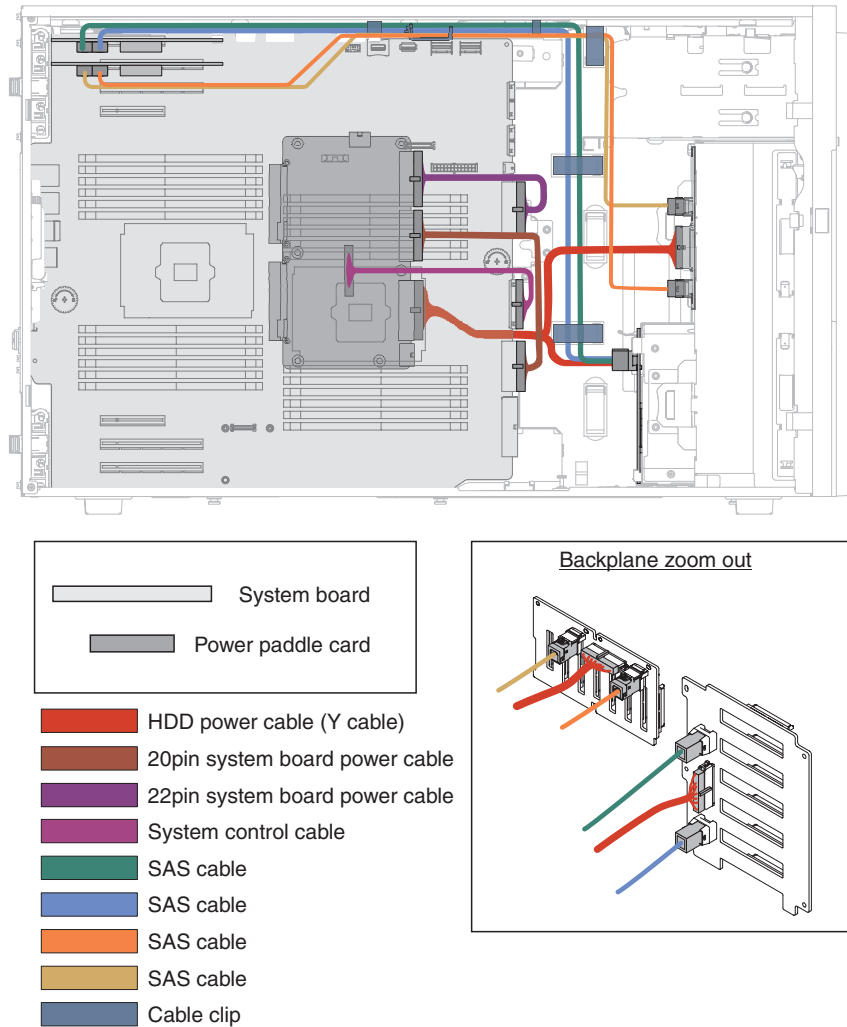 System board
Power paddle card
HDD power cable (Y cable)
20pin system board power cable
22pin system board power cable
System control cable
SAS cable
SAS cable
SAS cable
SAS cable
Cable clip
Backplane zoom out